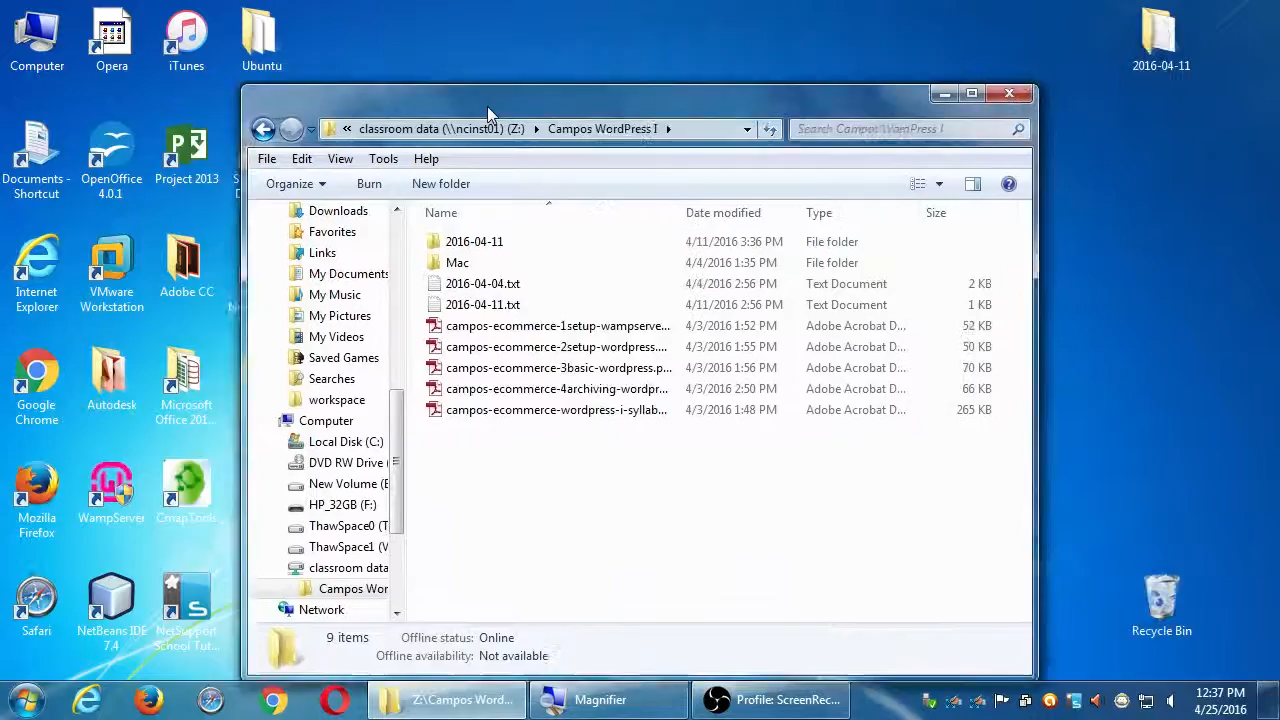 Computer
Opera
iTunes
Ubuntu
2016-04-11
Documents - Shortcut
OpenOffice 4.0.1
Project 2013
S
Internet Explorer
VMware Workstation
Adobe CC
Google Chrome
Autodesk
Microsoft Office 201...
Mozilla Firefox
WampServer
CmapTools
Safari
NetBeans IDE 7.4
NetSupport School Tut...
Recycle Bin
« classroom data (\\ncinst01) (Z:) Campos WordPress I
Search Campos WordPress I
File Edit View Tools Help
Organize Burn New folder
Downloads
Favorites
Links
My Documents
My Music
My Pictures
My Videos
Saved Games
Searches
workspace
Computer
Local Disk (C:)
DVD RW Drive (
New Volume (E
HP_32GB (F:)
ThawSpace0 (T
ThawSpace1 (V
classroom data
Campos Wor
Network
Name Date modified Type Size
2016-04-11 4/11/2016 3:36 PM File folder
Mac 4/4/2016 1:35 PM File folder
2016-04-04.txt 4/4/2016 2:56 PM Text Document 2 KB
2016-04-11.txt 4/11/2016 2:56 PM Text Document 1 KB
campos-ecommerce-1setup-wampserve... 4/3/2016 1:52 PM Adobe Acrobat D... 52 KB
campos-ecommerce-2setup-wordpress.... 4/3/2016 1:55 PM Adobe Acrobat D... 50 KB
campos-ecommerce-3basic-wordpress.p... 4/3/2016 1:56 PM Adobe Acrobat D... 70 KB
campos-ecommerce-4archiving-wordpr... 4/3/2016 2:50 PM Adobe Acrobat D... 66 KB
campos-ecommerce-wordpress-i-syllab... 4/3/2016 1:48 PM Adobe Acrobat D... 265 KB
9 items Offline status: Online
Offline availability: Not available
Z:\Campos Word...
Magnifier
Profile: ScreenRec...
12:37 PM
4/25/2016